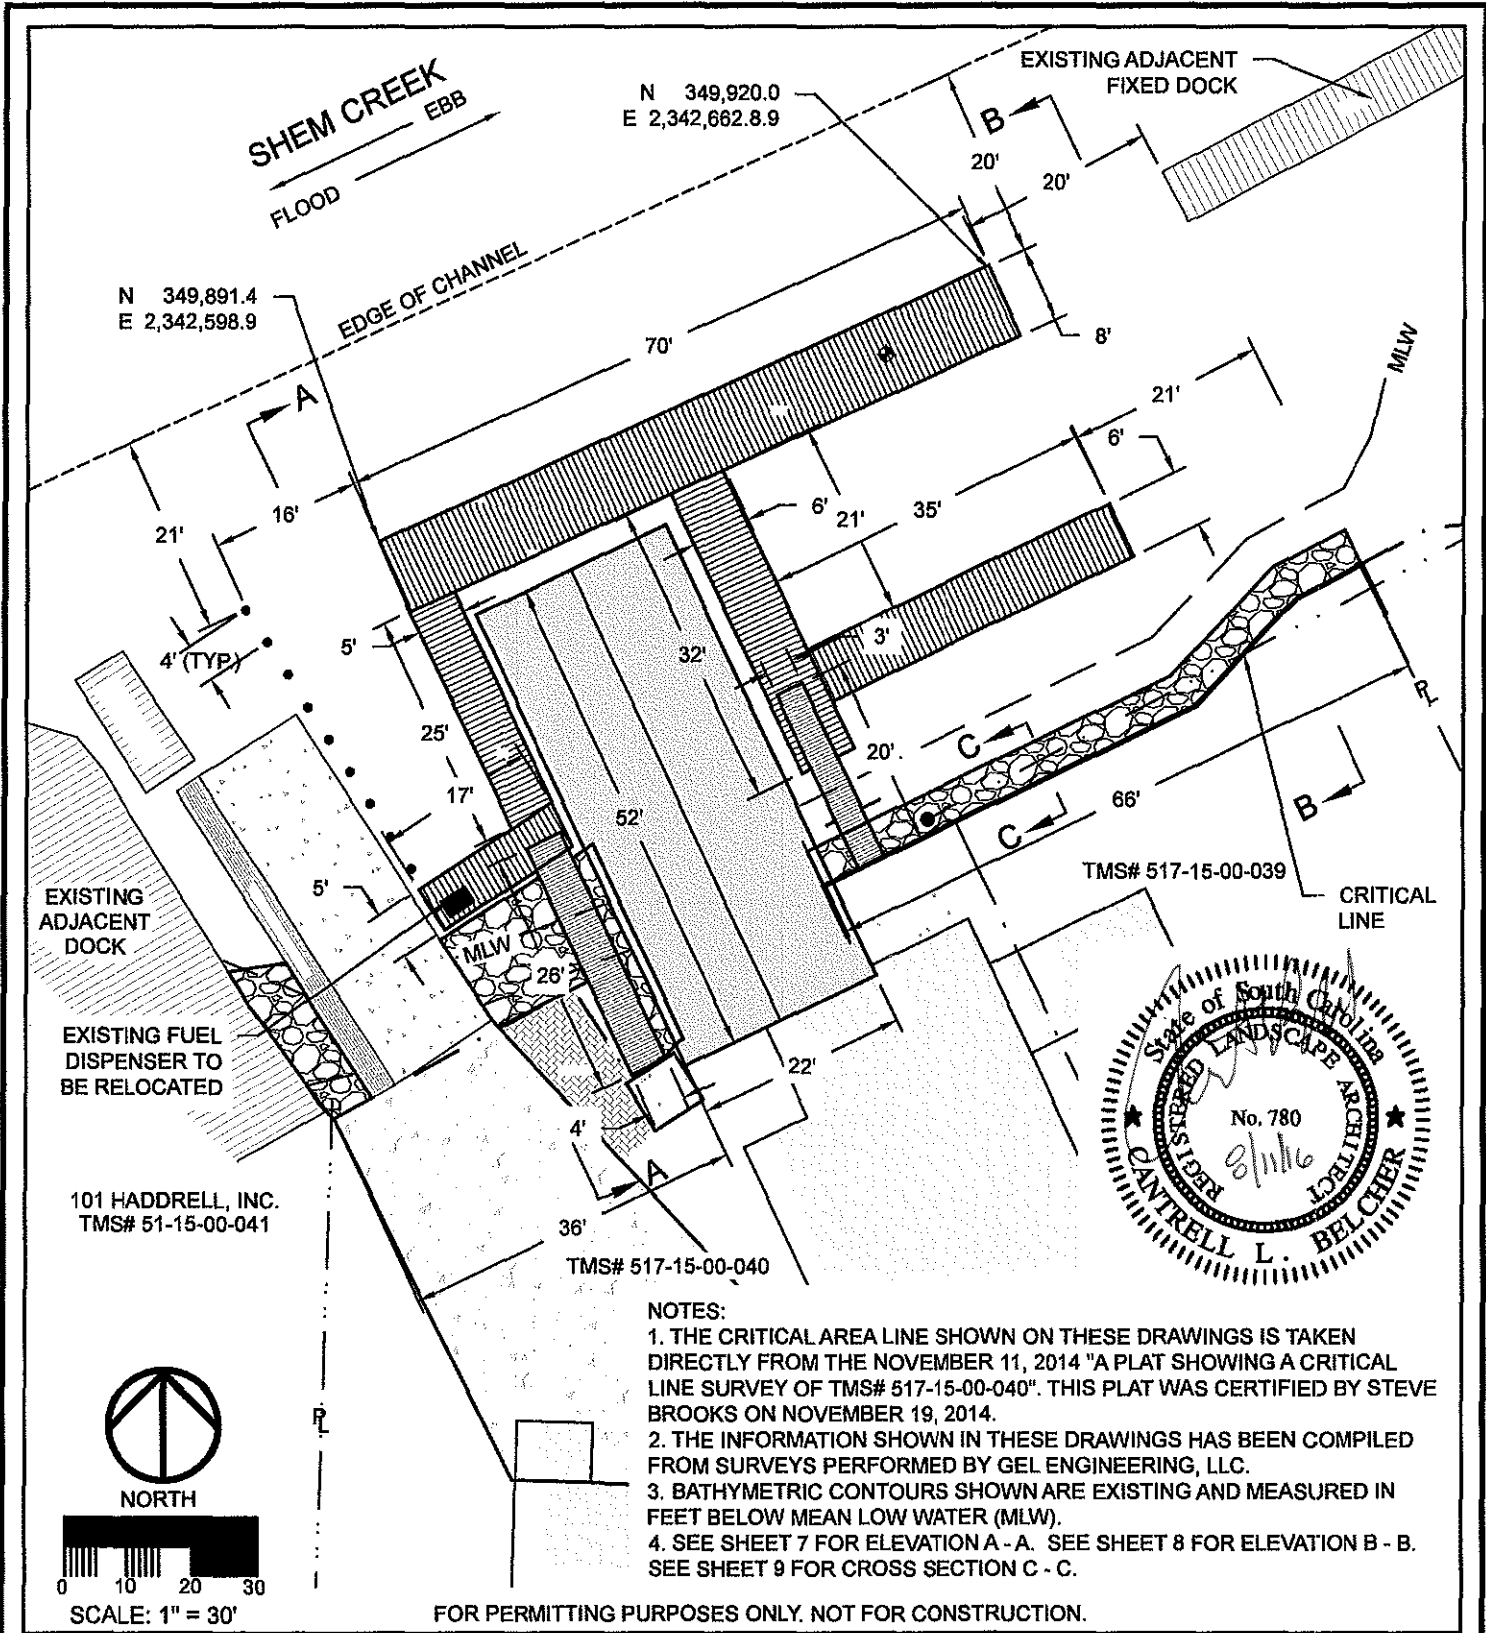 SHEM CREEK
EBB
FLOOD
N 349,920.0
E 2,342,662.8.9
EXISTING ADJACENT
FIXED DOCK
B
20'
20'
N 349,891.4
E 2,342,598.9
EDGE OF CHANNEL
70'
8'
MLW
A
21'
16'
21'
6'
6'
21'
35'
4' (TYP.)
5'
32'
3'
25'
20'
C
17'
52'
66'
B
C
5'
TMS# 517-15-00-039
EXISTING
ADJACENT
DOCK
CRITICAL
LINE
MLW
26'
PL
EXISTING FUEL
DISPENSER TO
BE RELOCATED
22'
4'
A
State of South Carolina
REGISTERED LANDSCAPE ARCHITECT
No. 780
8/11/16
CANTRELL L. BELCHER
101 HADDRELL, INC.
TMS# 51-15-00-041
36'
TMS# 517-15-00-040
PL
NOTES:
1. THE CRITICAL AREA LINE SHOWN ON THESE DRAWINGS IS TAKEN
DIRECTLY FROM THE NOVEMBER 11, 2014 "A PLAT SHOWING A CRITICAL
LINE SURVEY OF TMS# 517-15-00-040". THIS PLAT WAS CERTIFIED BY STEVE
BROOKS ON NOVEMBER 19, 2014.
2. THE INFORMATION SHOWN IN THESE DRAWINGS HAS BEEN COMPILED
FROM SURVEYS PERFORMED BY GEL ENGINEERING, LLC.
3. BATHYMETRIC CONTOURS SHOWN ARE EXISTING AND MEASURED IN
FEET BELOW MEAN LOW WATER (MLW).
4. SEE SHEET 7 FOR ELEVATION A - A. SEE SHEET 8 FOR ELEVATION B - B.
SEE SHEET 9 FOR CROSS SECTION C - C.
NORTH
0 10 20 30
SCALE: 1" = 30'
FOR PERMITTING PURPOSES ONLY. NOT FOR CONSTRUCTION.